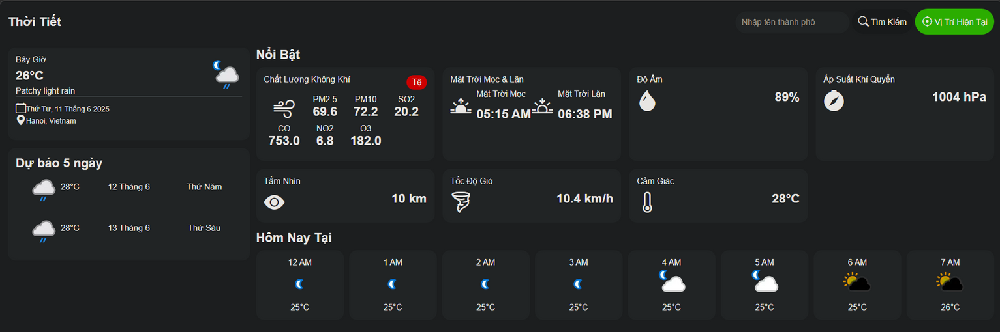 Thời Tiết
Nhập tên thành phố
Tìm Kiếm
Vị Trí Hiện Tại
Bây Giờ
26°C
Patchy light rain
Thứ Tư, 11 Tháng 6 2025
Hanoi, Vietnam
Dự báo 5 ngày
28°C 12 Tháng 6 Thứ Năm
28°C 13 Tháng 6 Thứ Sáu
Nổi Bật
Chất Lượng Không Khí
Tệ
PM2.5 PM10 SO2
69.6 72.2 20.2
CO NO2 O3
753.0 6.8 182.0
Mặt Trời Mọc & Lặn
Mặt Trời Mọc Mặt Trời Lặn
05:15 AM 06:38 PM
Độ Ẩm
89%
Áp Suất Khí Quyển
1004 hPa
Tầm Nhìn
10 km
Tốc Độ Gió
10.4 km/h
Cảm Giác
28°C
Hôm Nay Tại
12 AM 1 AM 2 AM 3 AM 4 AM 5 AM 6 AM 7 AM
25°C 25°C 25°C 25°C 25°C 25°C 25°C 26°C